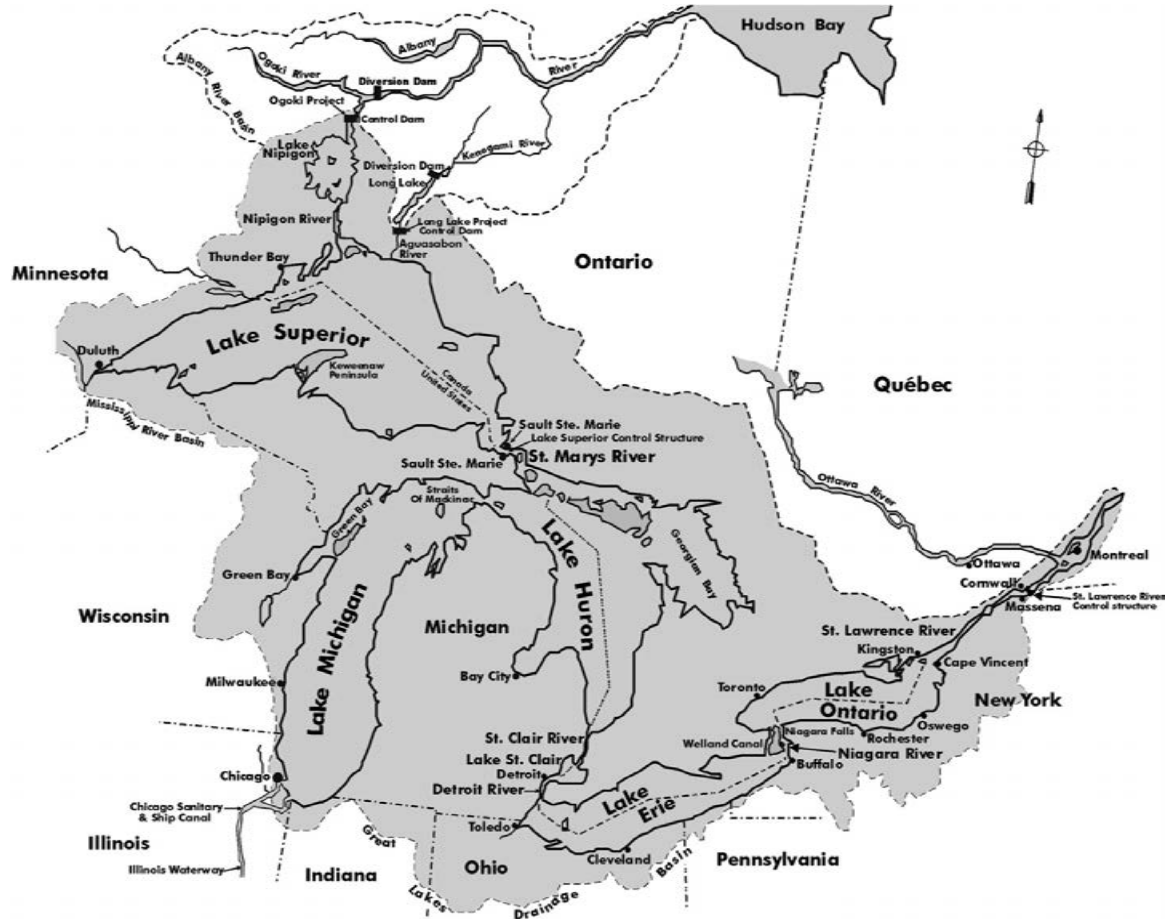 Hudson Bay
Albany
River
Ogoki River
Albany River Basin
Diversion Dam
Ogoki Project
Control Dam
Lake
Nipigon
Kenogami River
Diversion Dam
Long Lake
Nipigon River
Long Lake Project
Control Dam
Aguasabon
River
Thunder Bay
Ontario
Minnesota
Lake Superior
Duluth
Keweenaw
Peninsula
Canada
United States
Québec
Mississippi River Basin
Sault Ste. Marie
Lake Superior Control Structure
Sault Ste. Marie
St. Marys River
Straits
Of Mackinac
Ottawa River
Green Bay
Lake Huron
Georgian Bay
Green Bay
Ottawa
Montreal
Cornwall
Massena
St. Lawrence River
Control structure
Wisconsin
Lake Michigan
Michigan
St. Lawrence River
Kingston
Cape Vincent
Bay City
Milwaukee
Toronto
Lake
Ontario
New York
Oswego
Niagara Falls
Rochester
St. Clair River
Welland Canal
Niagara River
Lake St. Clair
Buffalo
Detroit
Chicago
Detroit River
Lake
Erie
Chicago Sanitary
& Ship Canal
Toledo
Illinois
Great
Lakes
Drainage
Basin
Cleveland
Pennsylvania
Ohio
Indiana
Illinois Waterway